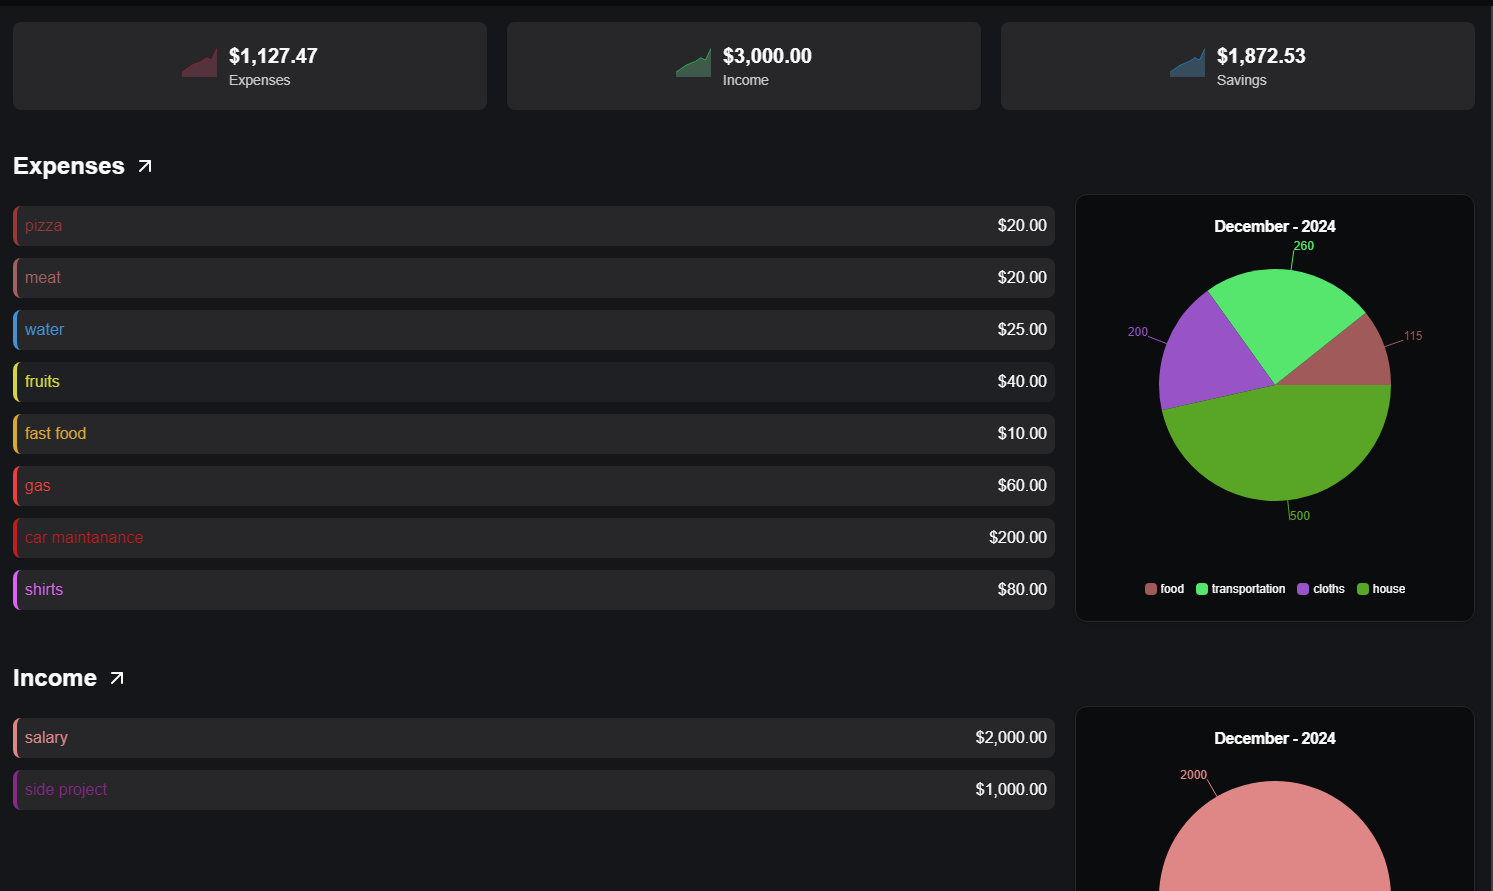 $1,127.47
Expenses
$3,000.00
Income
$1,872.53
Savings
Expenses
pizza $20.00
meat $20.00
water $25.00
fruits $40.00
fast food $10.00
gas $60.00
car maintanance $200.00
shirts $80.00
December - 2024
260
200
115
500
food transportation cloths house
Income
salary $2,000.00
side project $1,000.00
December - 2024
2000